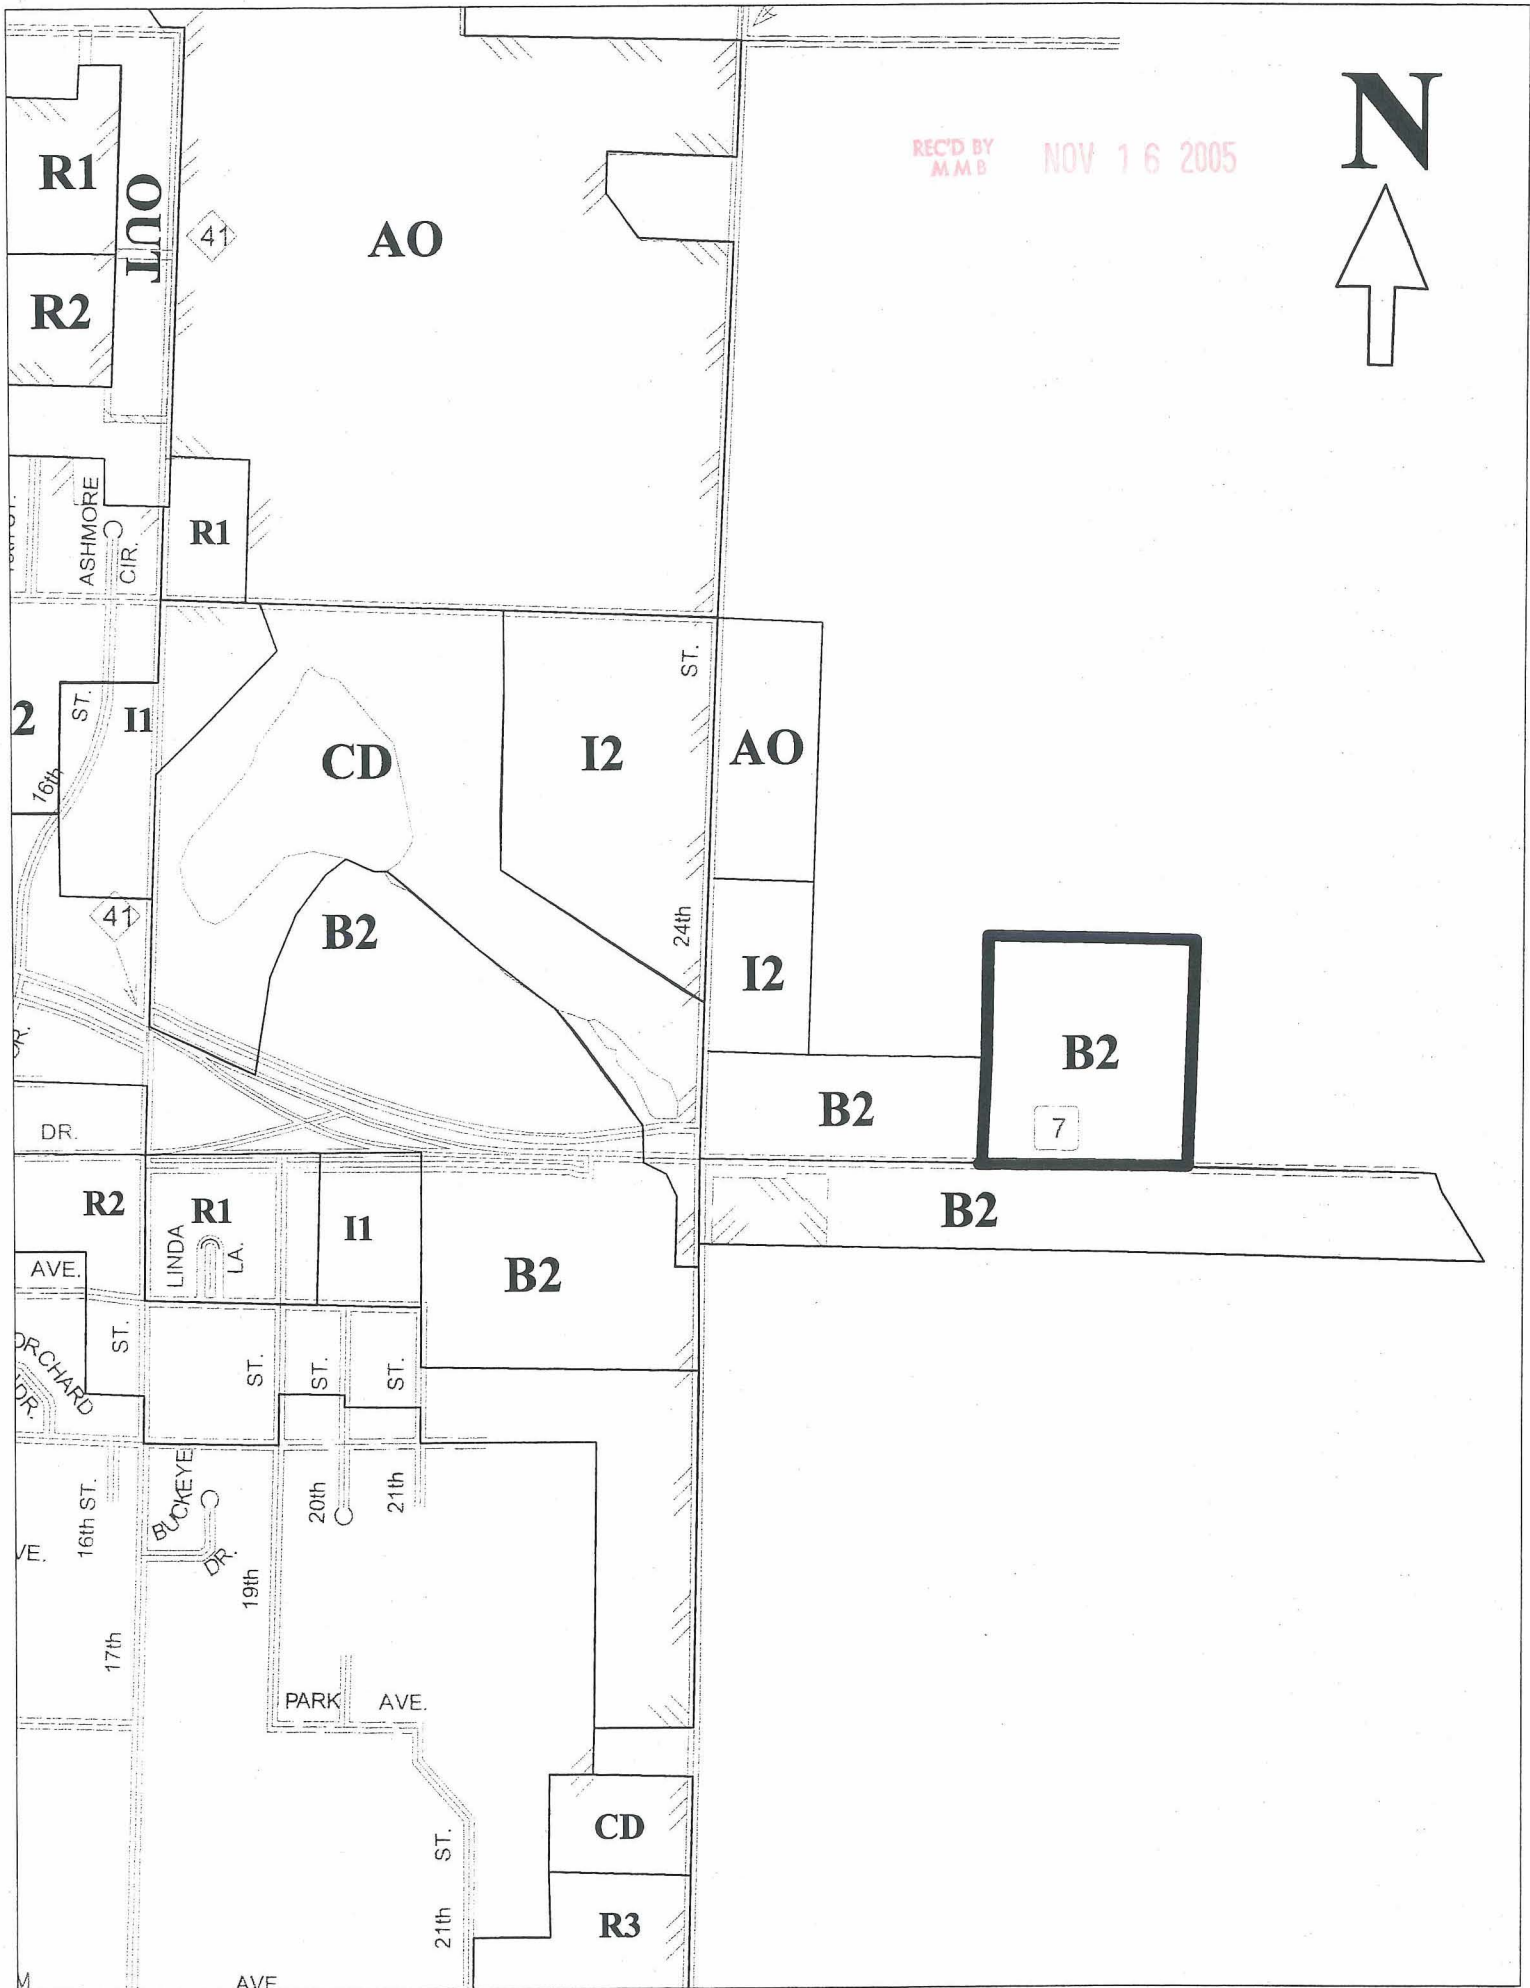 N
REC'D BY
MMB
NOV 16 2005
R1
OUT
41
AO
R2
ASHMORE
CIR.
R1
ST.
2
ST.
I1
16th
CD
I2
AO
41
B2
24th
I2
B2
B2
7
DR.
DR.
R2
R1
LINDA
LA.
I1
B2
B2
AVE.
ST.
ORCHARD
DR.
ST.
ST.
ST.
16th ST.
BUCKEYE
DR.
20th
21th
VE.
19th
17th
PARK
AVE.
CD
ST.
21th
R3
M
AVE